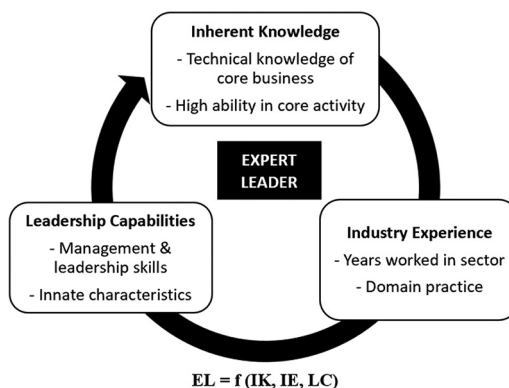 Inherent Knowledge
- Technical knowledge of
core business
- High ability in core activity
EXPERT
LEADER
Leadership Capabilities
- Management &
leadership skills
- Innate characteristics
Industry Experience
- Years worked in sector
- Domain practice
EL = f (IK, IE, LC)